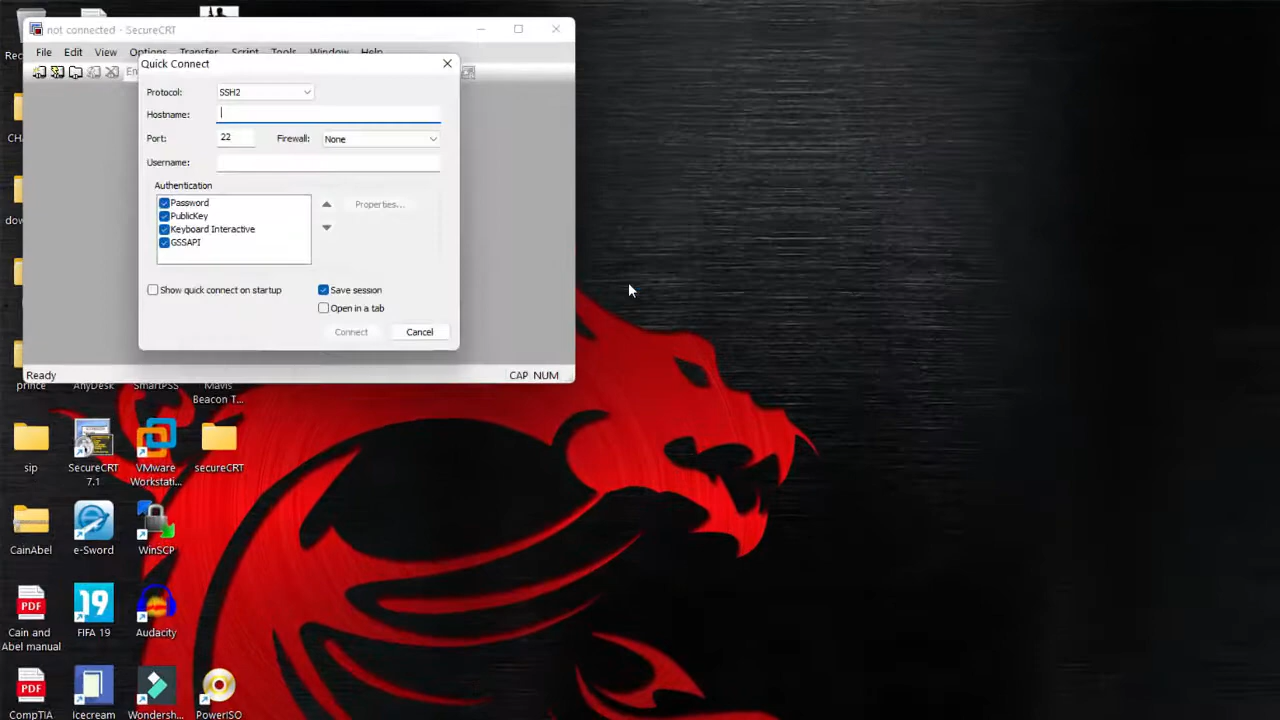 not connected - SecureCRT
File Edit View Options Transfer Script Tools Window Help
Quick Connect
Protocol: SSH2
Hostname:
Port: 22 Firewall: None
Username:
Authentication
Password
PublicKey
Keyboard Interactive
GSSAPI
Properties...
Show quick connect on startup
Save session
Open in a tab
Connect Cancel
Ready CAP NUM
prince AnyDesk SmartPSS Mavis
Beacon T...
sip SecureCRT
7.1 VMware
Workstati... secureCRT
CainAbel e-Sword WinSCP
19
PDF
Cain and
Abel manual FIFA 19 Audacity
PDF
CompTIA Icecream Wondersh... PowerISO